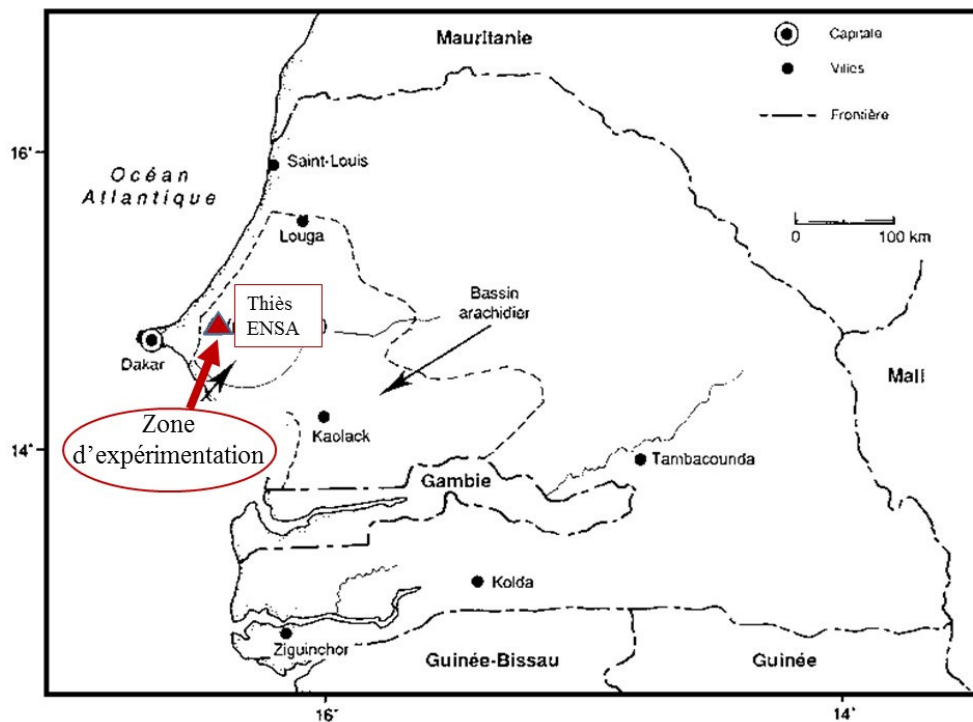 Mauritanie
Capitale
Villes
Frontière
16°
Saint-Louis
Océan
Atlantique
Louga
0
100 km
Thiès
ENSA
Bassin
arachidier
Dakar
Mali
Zone
d’expérimentation
Kaolack
14°
Tambacounda
Gambie
Kolda
Ziguinchor
Guinée-Bissau
Guinée
16°
14°